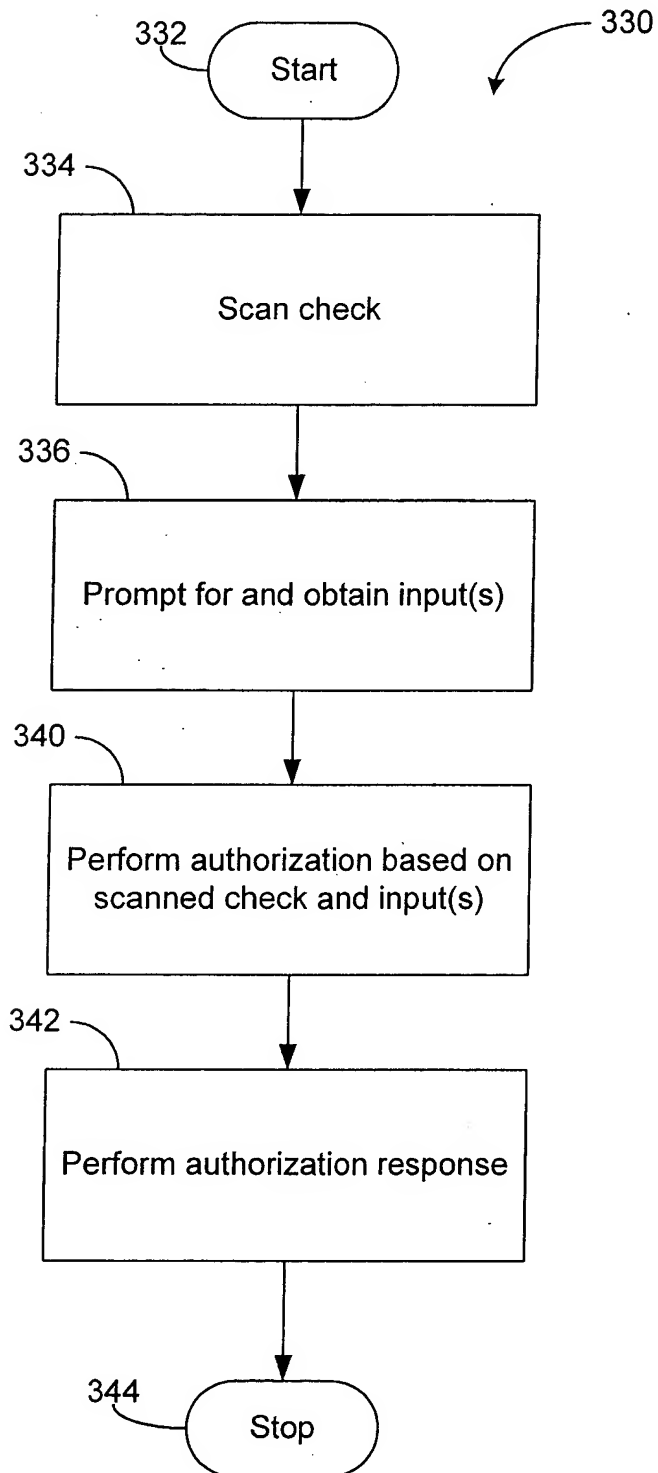 330
332
Start
334
Scan check
336
Prompt for and obtain input(s)
340
Perform authorization based on
scanned check and input(s)
342
Perform authorization response
344
Stop